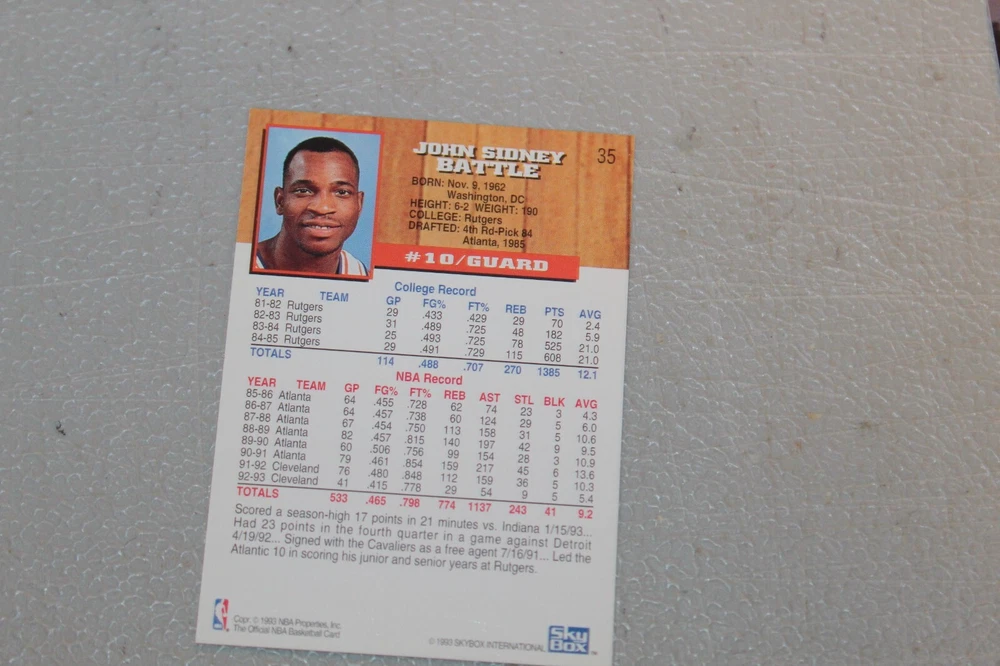 35
JOHN SIDNEY
BATTLE
BORN: Nov. 9, 1962
Washington, DC
HEIGHT: 6-2 WEIGHT: 190
COLLEGE: Rutgers
DRAFTED: 4th Rd-Pick 84
Atlanta, 1985
#10/GUARD
College Record
YEAR TEAM GP FG% FT% REB PTS AVG
81-82 Rutgers 29 .433 .429 29 70 2.4
82-83 Rutgers 31 .489 .725 48 182 5.9
83-84 Rutgers 25 .493 .725 78 525 21.0
84-85 Rutgers 29 .491 .729 115 608 21.0
TOTALS 114 .488 .707 270 1385 12.1
NBA Record
YEAR TEAM GP FG% FT% REB AST STL BLK AVG
85-86 Atlanta 64 .455 .728 62 74 23 3 4.3
86-87 Atlanta 64 .457 .738 60 124 29 5 6.0
87-88 Atlanta 67 .454 .750 113 158 31 5 10.6
88-89 Atlanta 82 .457 .815 140 197 42 9 9.5
89-90 Atlanta 60 .506 .756 99 154 28 3 10.9
90-91 Atlanta 79 .461 .854 159 217 45 6 13.6
91-92 Cleveland 76 .480 .848 112 159 36 5 10.3
92-93 Cleveland 41 .415 .778 29 54 9 5 5.4
TOTALS 533 .465 .798 774 1137 243 41 9.2
Scored a season-high 17 points in 21 minutes vs. Indiana 1/15/93...
Had 23 points in the fourth quarter in a game against Detroit
4/19/92... Signed with the Cavaliers as a free agent 7/16/91... Led the
Atlantic 10 in scoring his junior and senior years at Rutgers.
Copr. © 1993 NBA Properties, Inc.
The Official NBA Basketball Card
© 1993 SKYBOX INTERNATIONAL
Sky
Box™